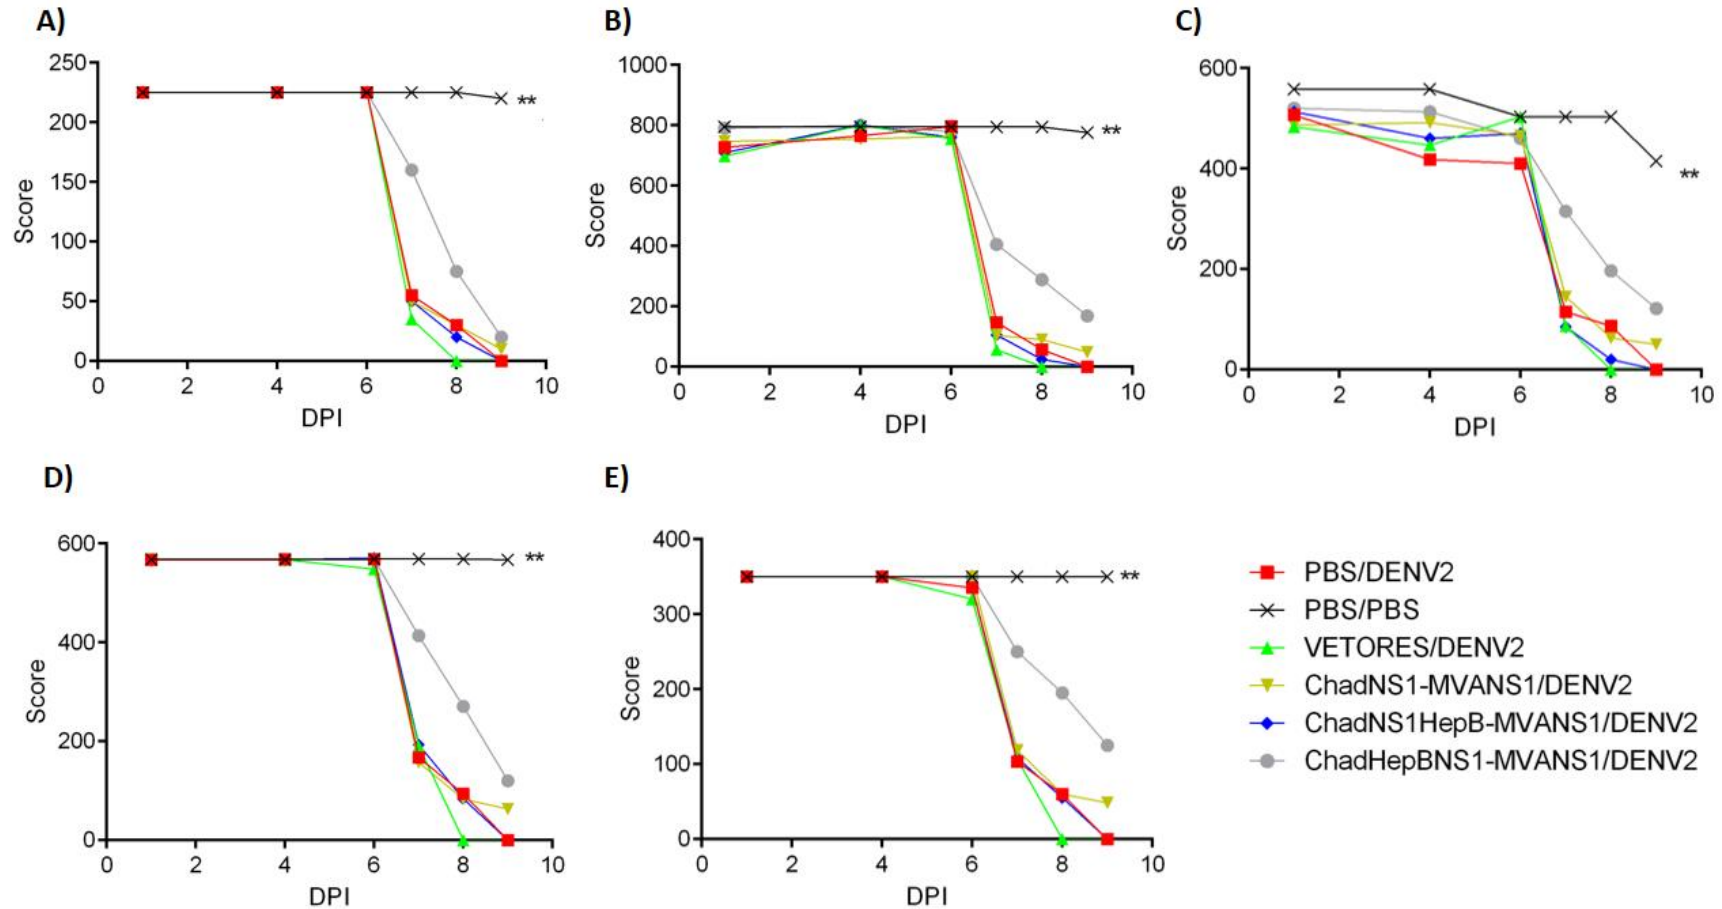 A)
B)
C)
250
200
150
100
50
0
Score
0 2 4 6 8 10
DPI
**
1000
800
600
400
200
0
Score
0 2 4 6 8 10
DPI
**
600
400
200
0
Score
0 2 4 6 8 10
DPI
**
D)
E)
600
400
200
0
Score
0 2 4 6 8 10
DPI
**
400
300
200
100
0
Score
0 2 4 6 8 10
DPI
**
PBS/DENV2
PBS/PBS
VETORES/DENV2
ChadNS1-MVANS1/DENV2
ChadNS1HepB-MVANS1/DENV2
ChadHepBNS1-MVANS1/DENV2